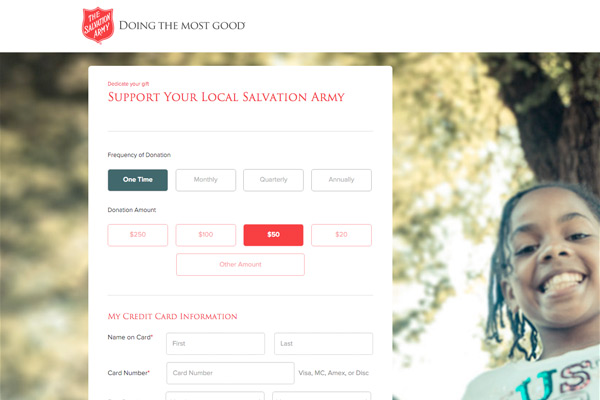 THE
SALVATION
ARMY
DOING THE MOST GOOD
Dedicate your gift
SUPPORT YOUR LOCAL SALVATION ARMY
Frequency of Donation
One Time Monthly Quarterly Annually
Donation Amount
$250 $100 $50 $20
Other Amount
MY CREDIT CARD INFORMATION
Name on Card* First Last
Card Number* Card Number Visa, MC, Amex, or Disc
US